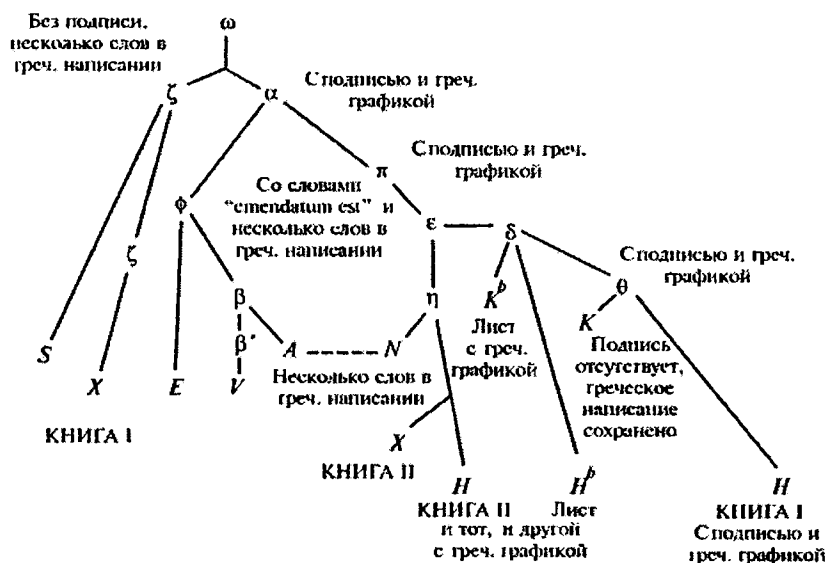 ω
Без подписи,
несколько слов в
греч. написании
ζ
α
С подписью и греч.
графикой
π
С подписью и греч.
графикой
Со словами
“emendatum est” и
несколько слов в
греч. написании
ϕ
ε
δ
С подписью и греч.
графикой
ζ
θ
β
η
K^b
K
β'
Лист
с греч.
графикой
Подпись
отсутствует,
греческое
написание
сохранено
S
A
N
Несколько слов в
греч. написании
X
E
V
КНИГА I
X
КНИГА II
H
H^b
H
КНИГА II
Лист
КНИГА I
и тот, и другой
с греч. графикой
С подписью и
греч. графикой